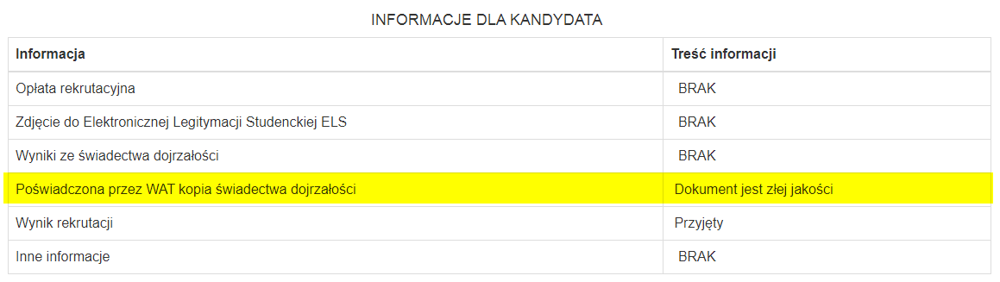 INFORMACJE DLA KANDYDATA
Informacja Treść informacji
Opłata rekrutacyjna BRAK
Zdjęcie do Elektronicznej Legitymacji Studenckiej ELS BRAK
Wyniki ze świadectwa dojrzałości BRAK
Poświadczona przez WAT kopia świadectwa dojrzałości Dokument jest złej jakości
Wynik rekrutacji Przyjęty
Inne informacje BRAK